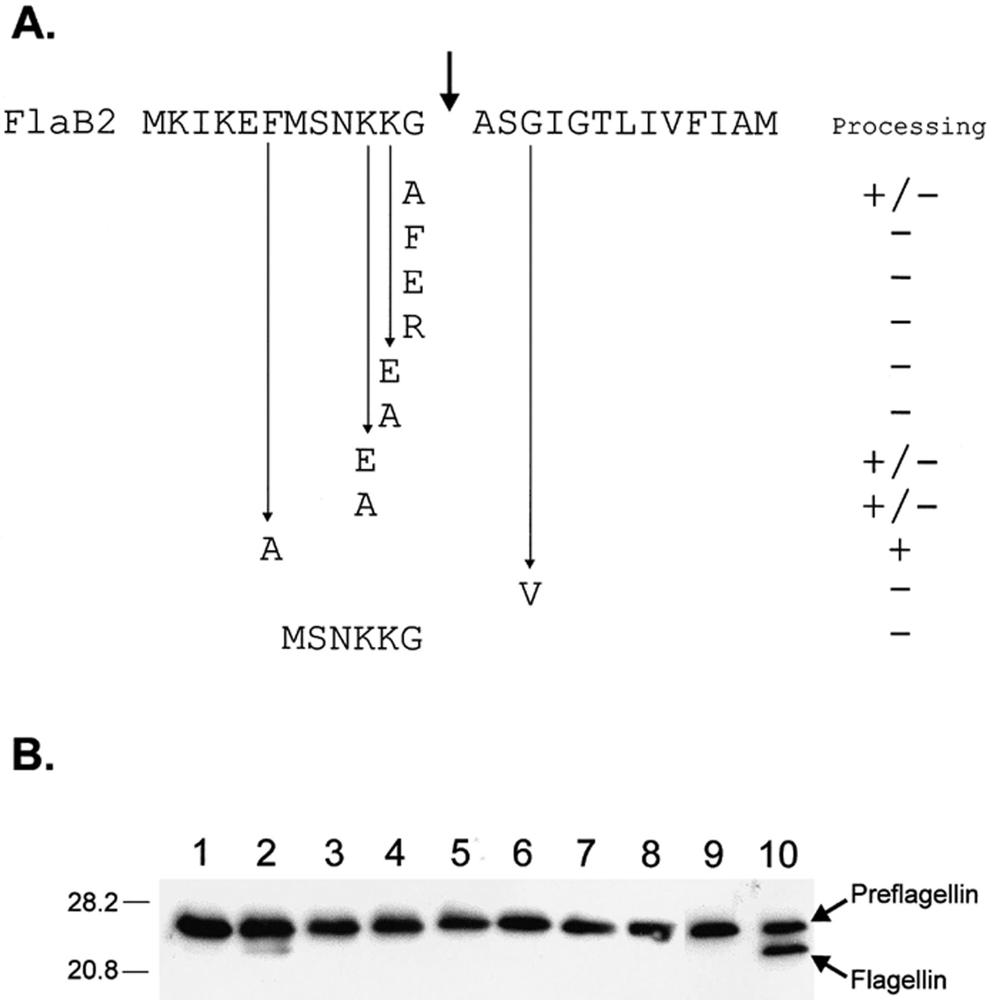 A.
FlaB2 MKIKEFMSNKKG ASGIGTLIVFIAM Processing
A +/−
F −
E −
R −
E −
A −
E +/−
A +/−
A +
V −
MSNKKG −
B.
1 2 3 4 5 6 7 8 9 10
28.2
Preflagellin
20.8
Flagellin